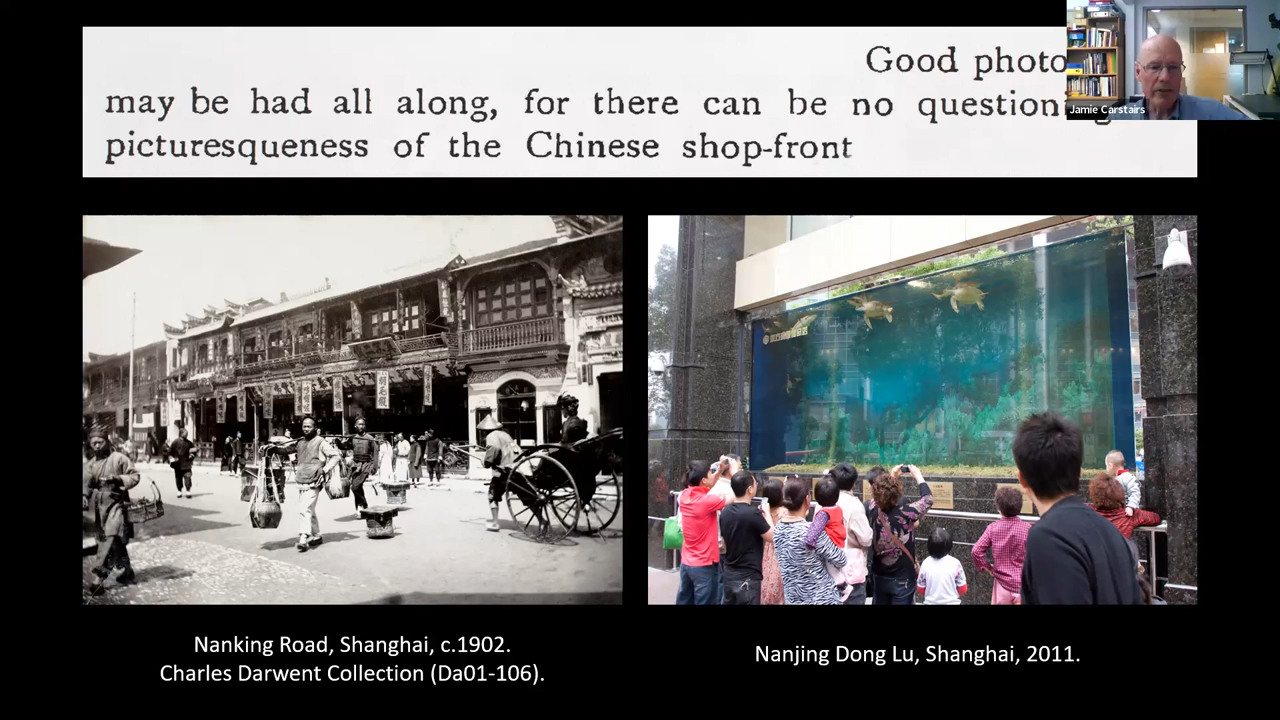 Good photo
may be had all along, for there can be no question
picturesqueness of the Chinese shop-front
Jamie Carstairs
Nanking Road, Shanghai, c.1902.
Charles Darwent Collection (Da01-106).
Nanjing Dong Lu, Shanghai, 2011.